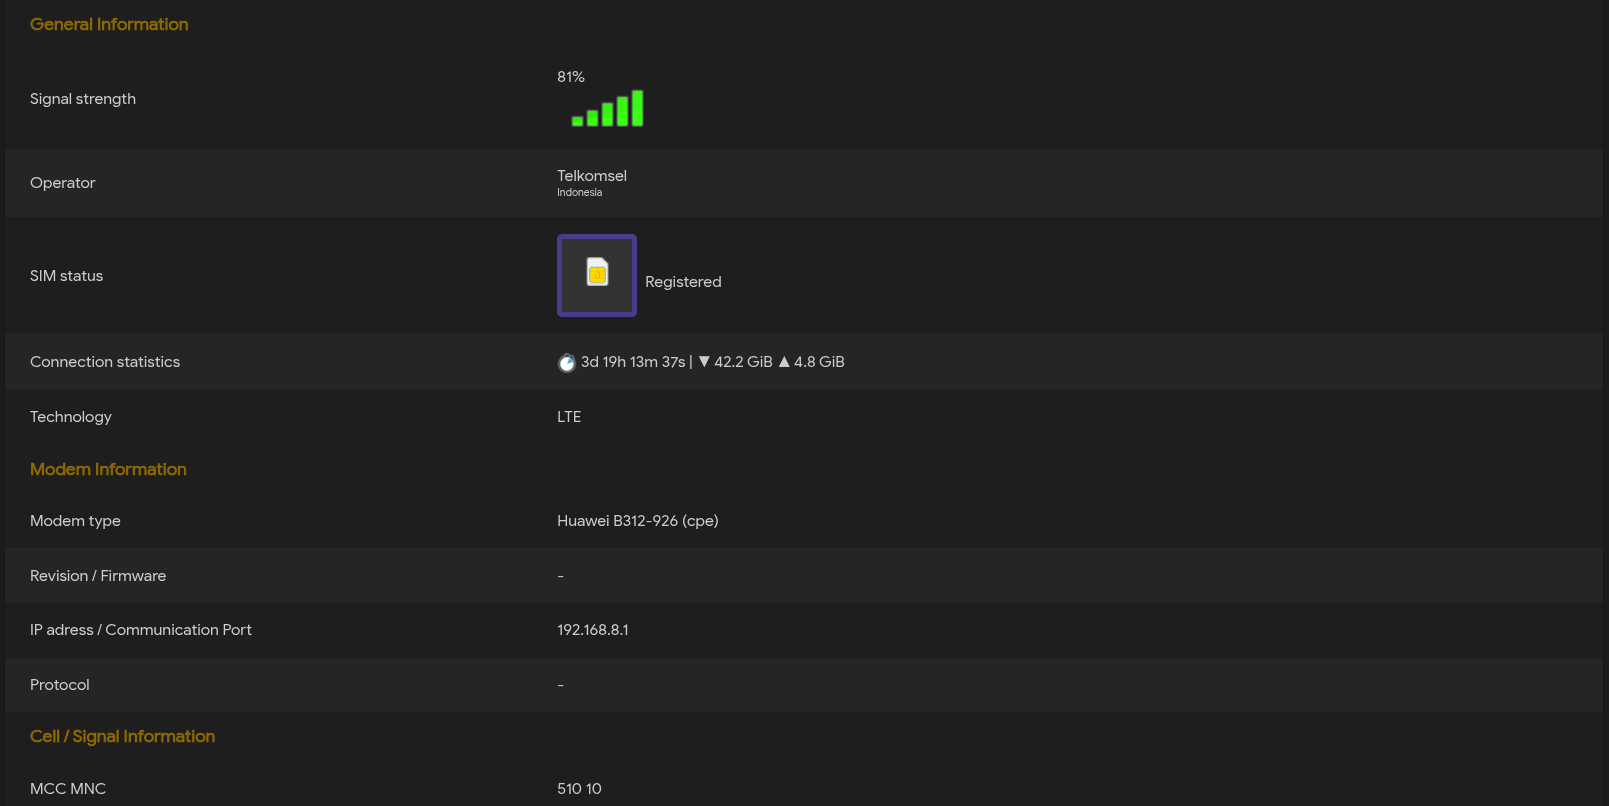 General Information
Signal strength
81%
Operator
Telkomsel
Indonesia
SIM status
Registered
Connection statistics
3d 19h 13m 37s | ▼ 42.2 GiB ▲ 4.8 GiB
Technology
LTE
Modem Information
Modem type
Huawei B312-926 (cpe)
Revision / Firmware
-
IP adress / Communication Port
192.168.8.1
Protocol
-
Cell / Signal Information
MCC MNC
510 10